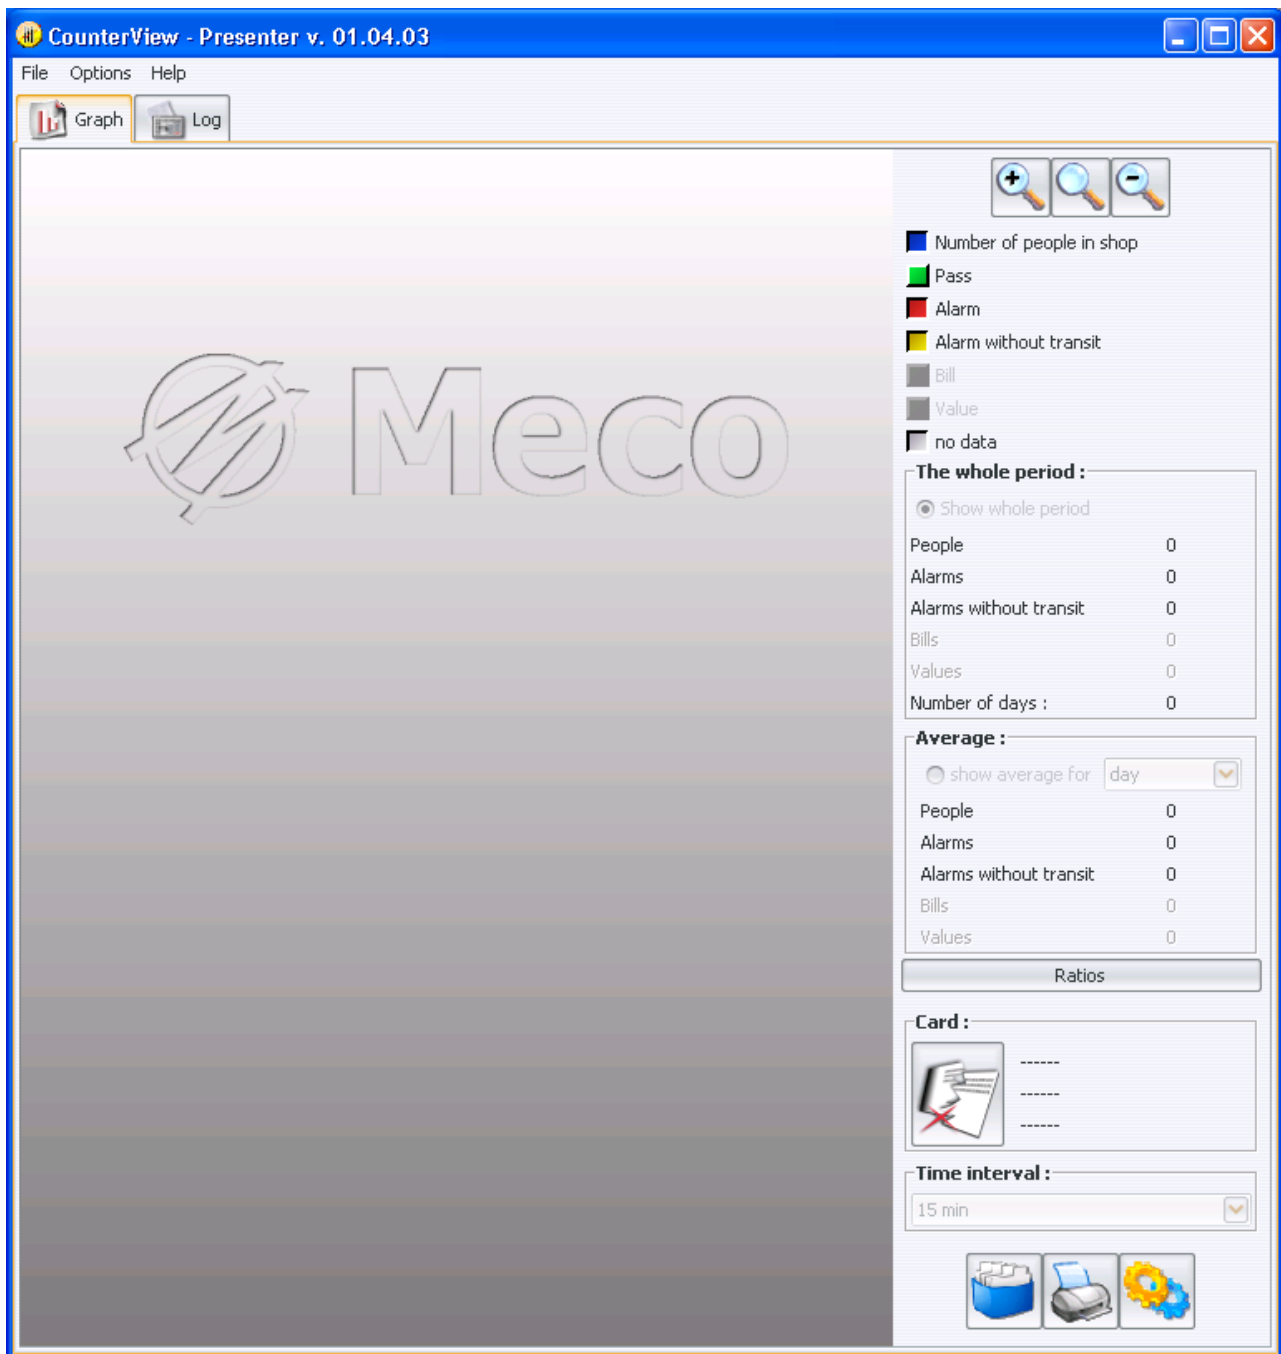 CounterView - Presenter v. 01.04.03
File Options Help
Graph Log
Meco
Number of people in shop
Pass
Alarm
Alarm without transit
Bill
Value
no data
The whole period :
Show whole period
People 0
Alarms 0
Alarms without transit 0
Bills 0
Values 0
Number of days : 0
Average :
show average for day
People 0
Alarms 0
Alarms without transit 0
Bills 0
Values 0
Ratios
Card :
------
------
------
Time interval :
15 min